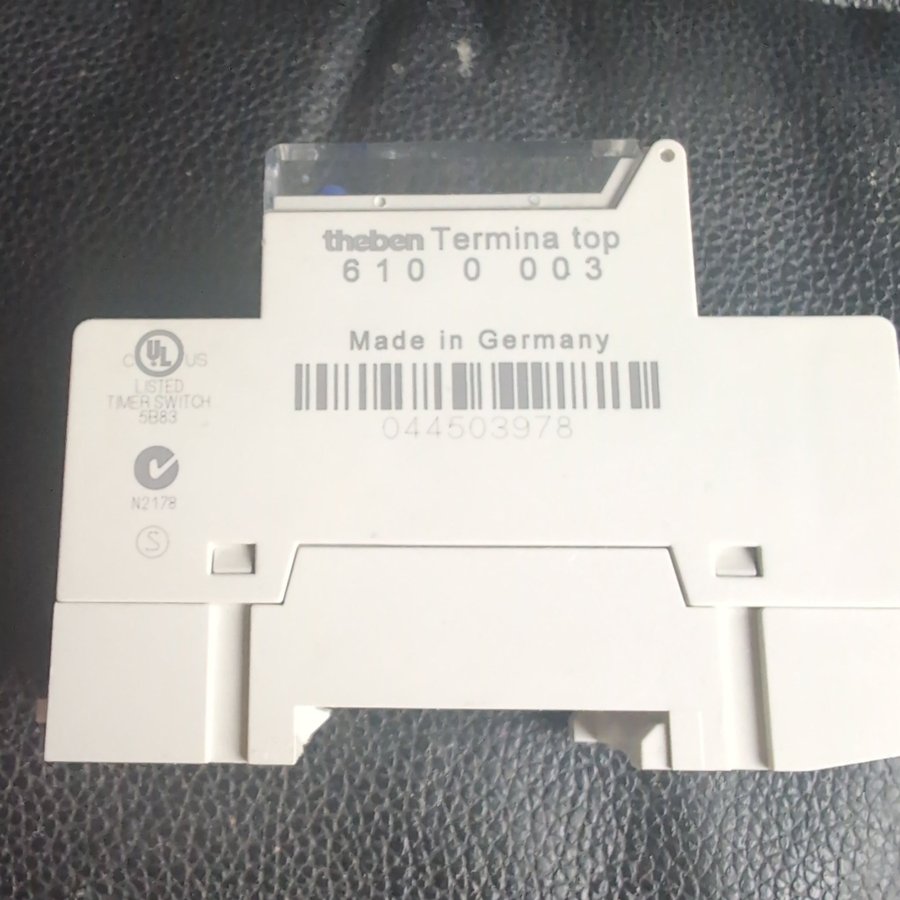 theben Termina top
610 0 003
Made in Germany
044503978
C UL US
LISTED
TIMER SWITCH
5B83
N2178
S